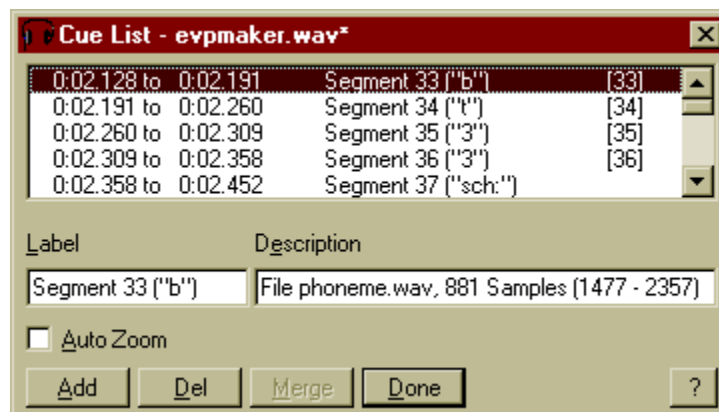 Cue List - evpmaker.wav*
0:02.128 to 0:02.191 Segment 33 ("b") [33]
0:02.191 to 0:02.260 Segment 34 ("t") [34]
0:02.260 to 0:02.309 Segment 35 ("3") [35]
0:02.309 to 0:02.358 Segment 36 ("3") [36]
0:02.358 to 0:02.452 Segment 37 ("sch:")
Label Description
Segment 33 ("b") File phoneme.wav, 881 Samples (1477 - 2357)
Auto Zoom
Add Del Merge Done ?